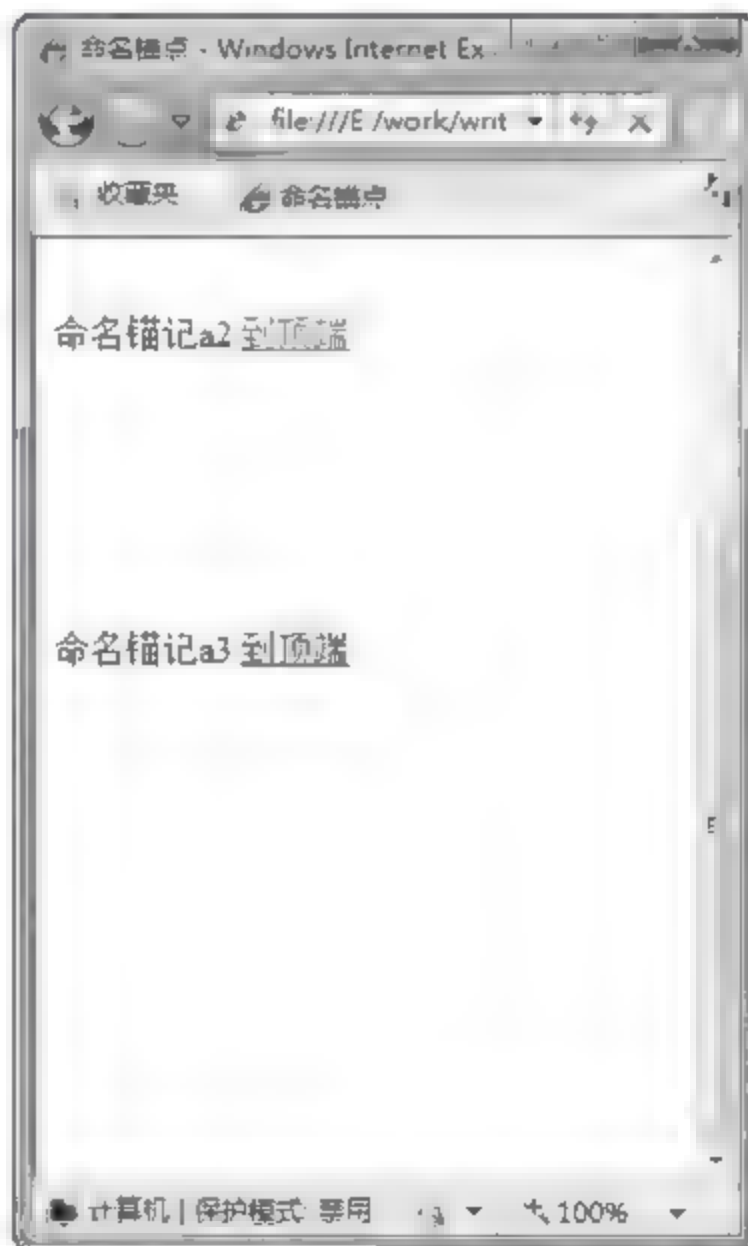 命名锚点 - Windows Internet Ex
file:///E:/work/writ
收藏夹 命名锚点
命名锚记a2 到顶端
命名锚记a3 到顶端
计算机 | 保护模式: 禁用 100%